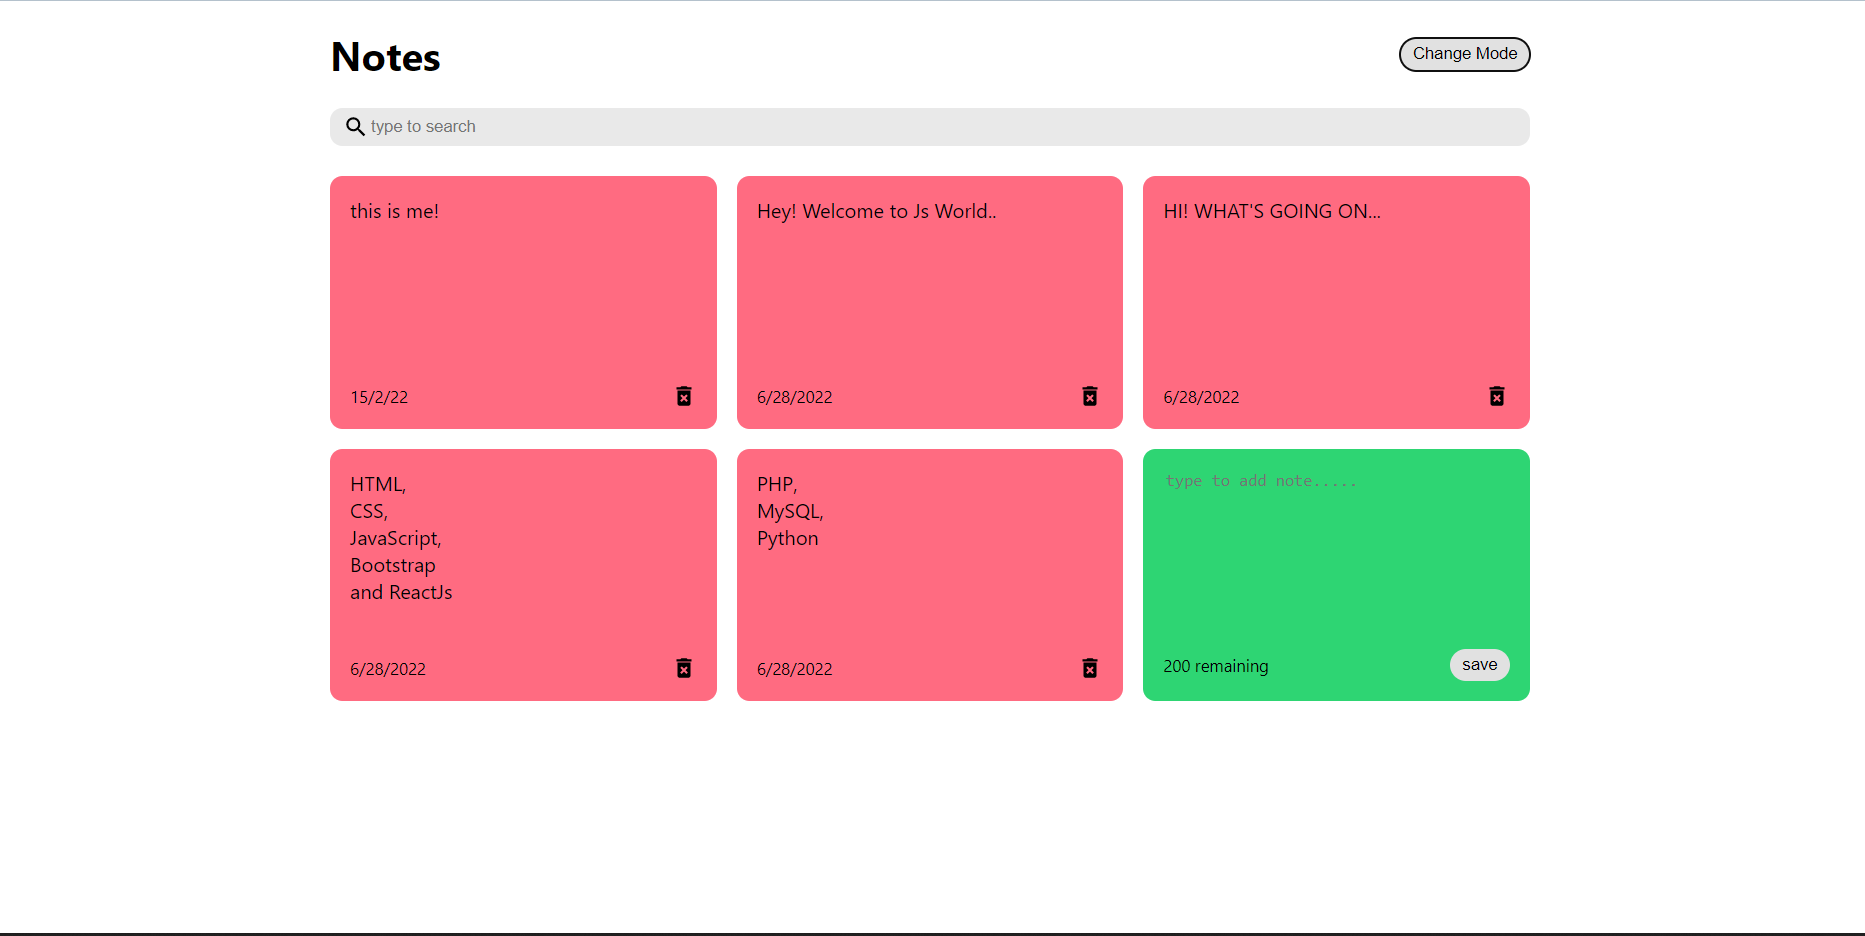 Notes
Change Mode
type to search
this is me!
15/2/22
Hey! Welcome to Js World..
6/28/2022
HI! WHAT'S GOING ON...
6/28/2022
HTML,
CSS,
JavaScript,
Bootstrap
and ReactJs
6/28/2022
PHP,
MySQL,
Python
6/28/2022
type to add note.....
200 remaining
save